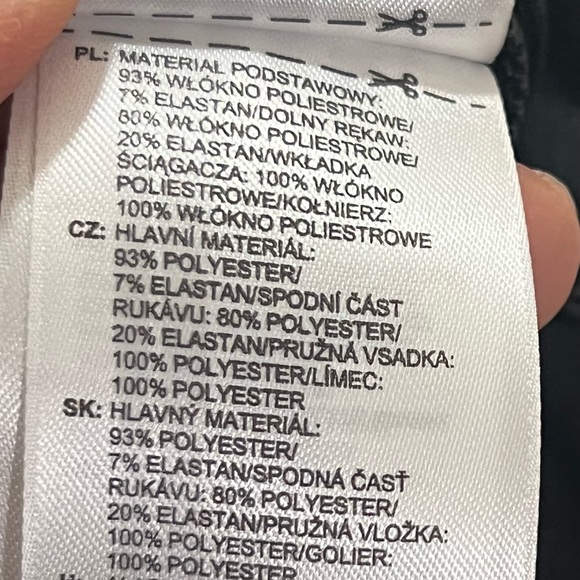 PL: MATERIAŁ PODSTAWOWY:
93% WŁÓKNO POLIESTROWE/
7% ELASTAN/DOLNY RĘKAW:
80% WŁÓKNO POLIESTROWE/
20% ELASTAN/WKŁADKA
ŚCIĄGACZA: 100% WŁÓKNO
POLIESTROWE/KOŁNIERZ:
100% WŁÓKNO POLIESTROWE
CZ: HLAVNÍ MATERIÁL:
93% POLYESTER/
7% ELASTAN/SPODNÍ ČÁST
RUKÁVU: 80% POLYESTER/
20% ELASTAN/PRUŽNÁ VSADKA:
100% POLYESTER/LÍMEC:
100% POLYESTER
SK: HLAVNÝ MATERIÁL:
93% POLYESTER/
7% ELASTAN/SPODNÁ ČASŤ
RUKÁVU: 80% POLYESTER/
20% ELASTAN/PRUŽNÁ VLOŽKA:
100% POLYESTER/GOLIER:
100% POLYESTER